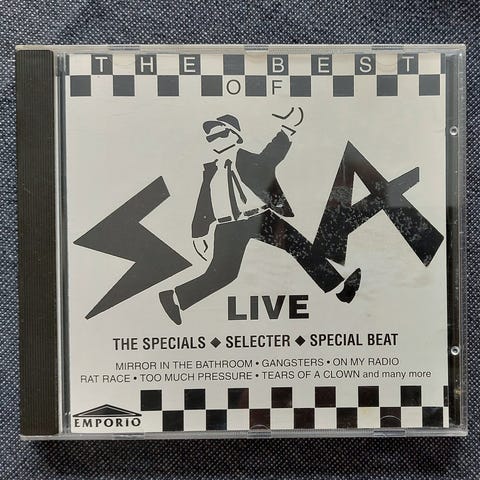 THE BEST
OF
SKA
LIVE
THE SPECIALS ◆ SELECTER ◆ SPECIAL BEAT
MIRROR IN THE BATHROOM • GANGSTERS • ON MY RADIO
RAT RACE • TOO MUCH PRESSURE • TEARS OF A CLOWN and many more
EMPORIO